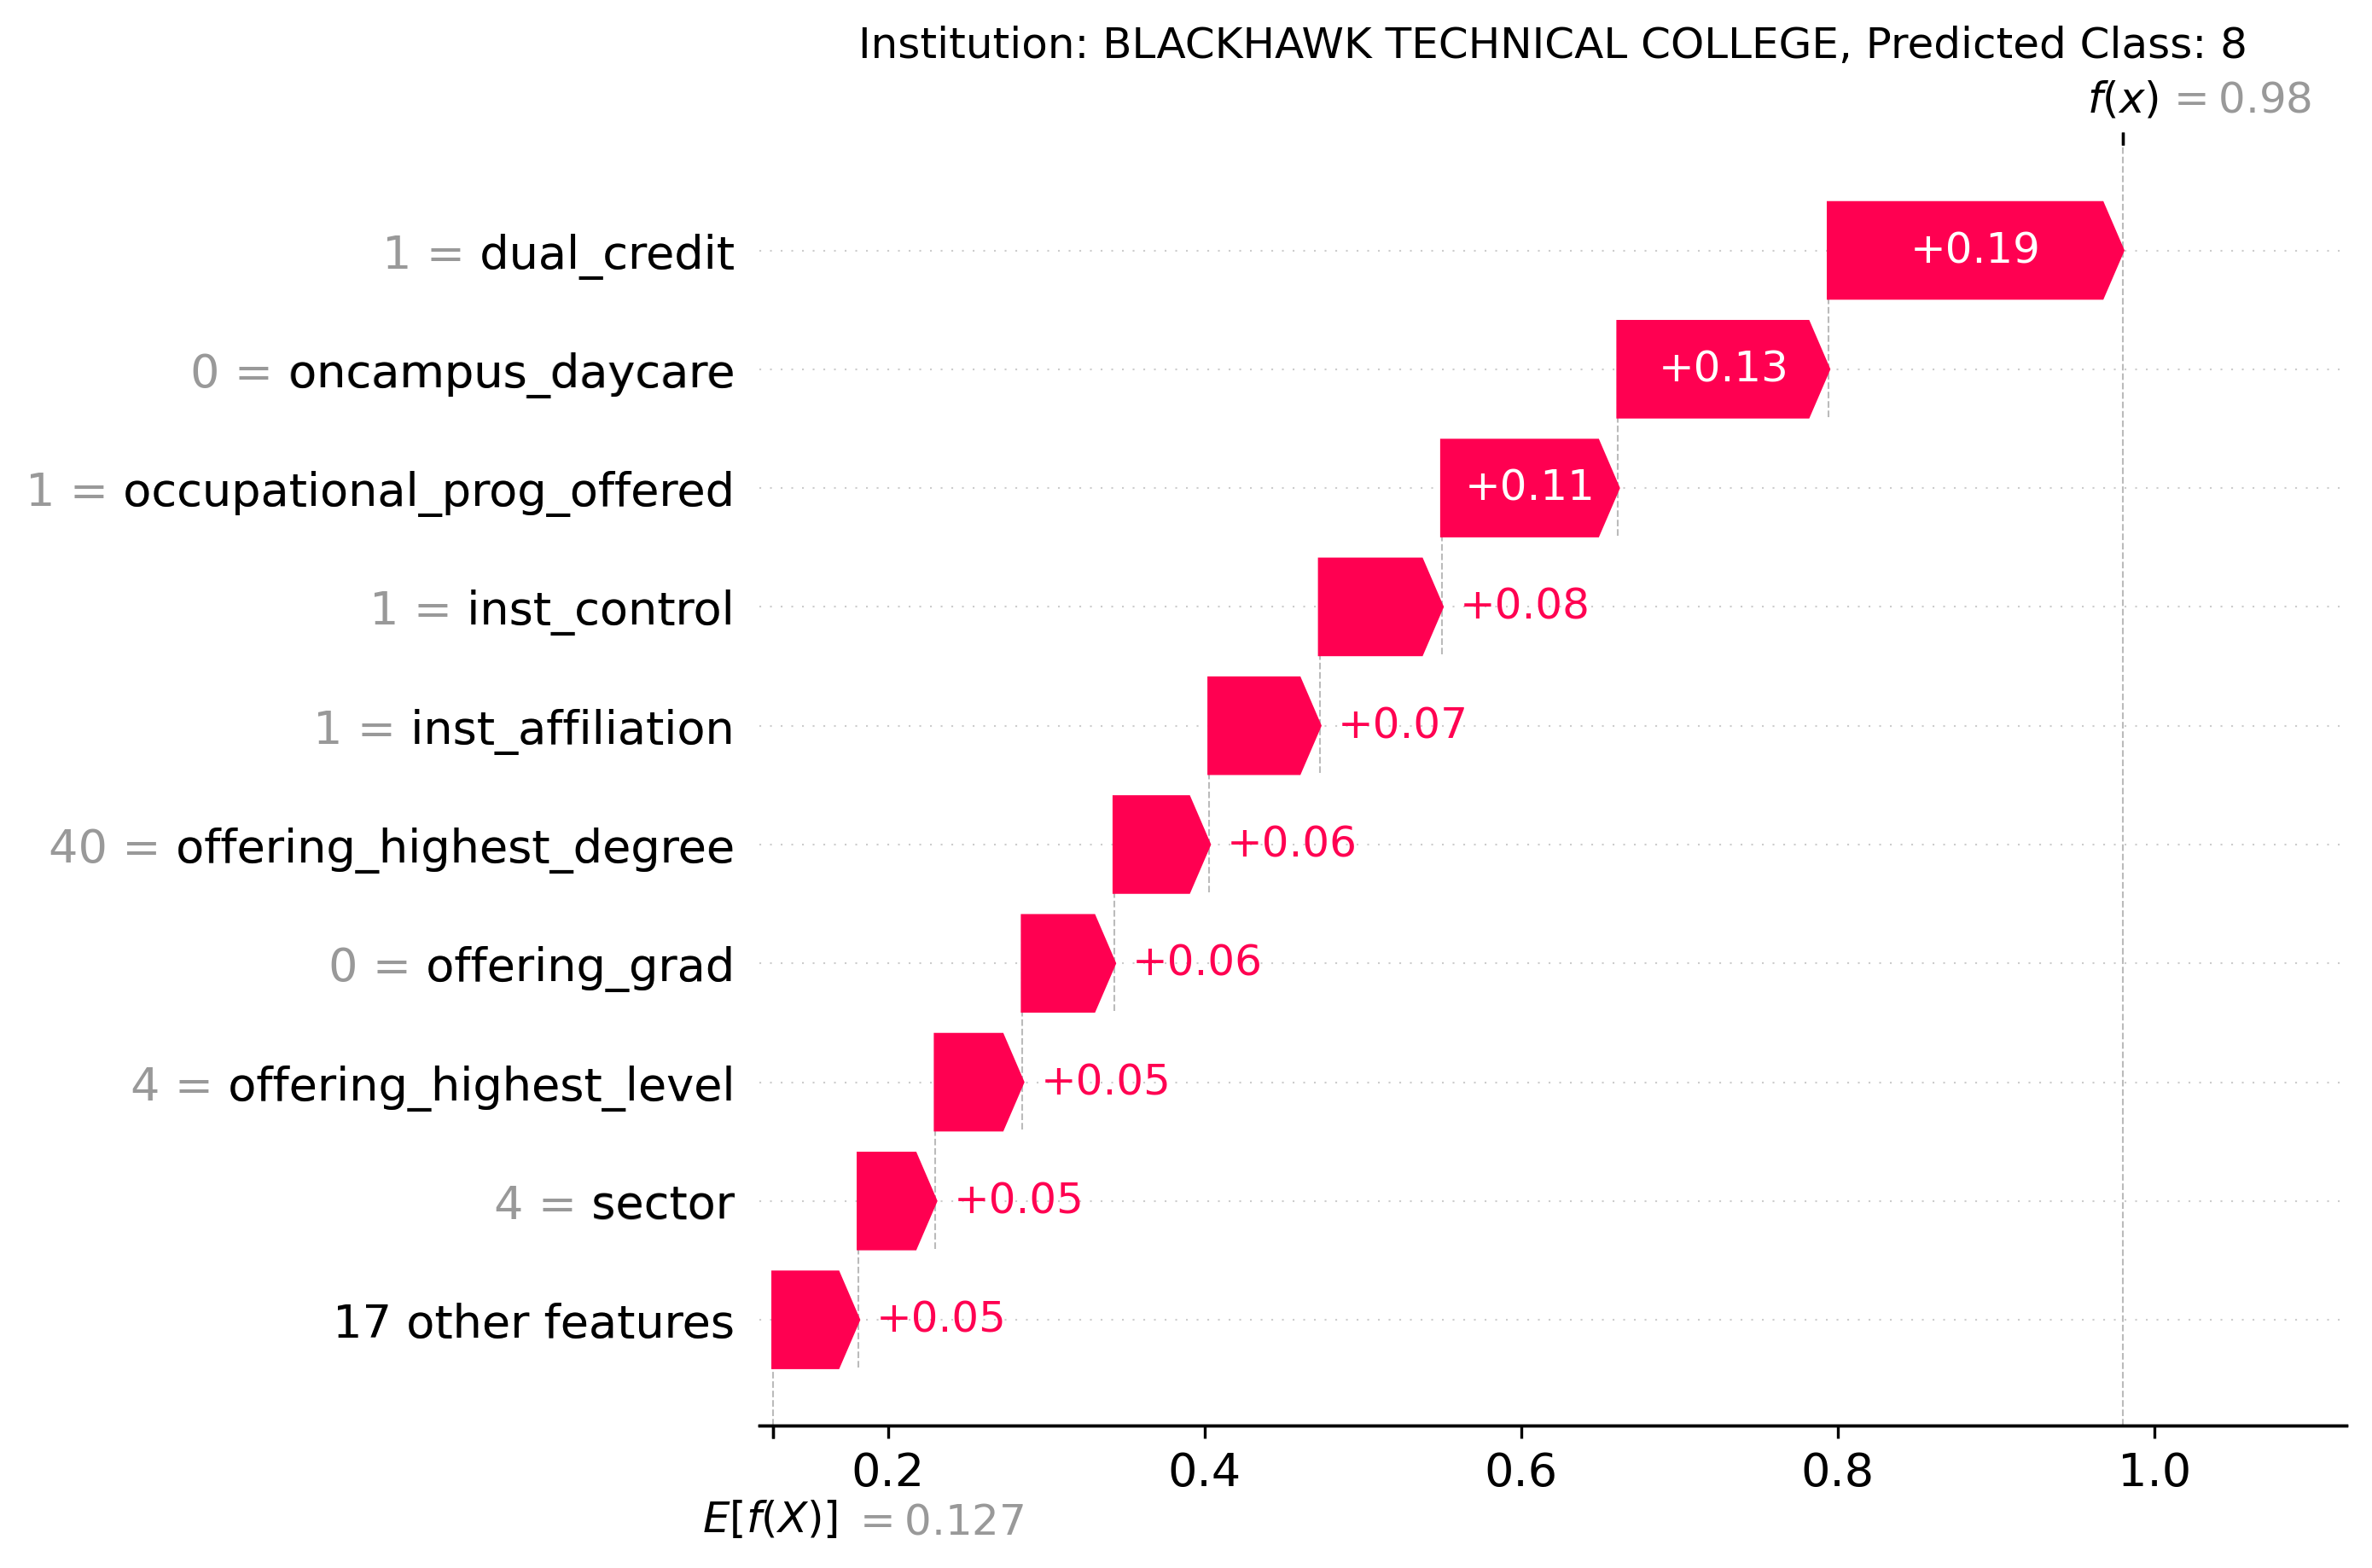 Institution: BLACKHAWK TECHNICAL COLLEGE, Predicted Class: 8
f(x) = 0.98
1 = dual_credit +0.19
0 = oncampus_daycare +0.13
1 = occupational_prog_offered +0.11
1 = inst_control +0.08
1 = inst_affiliation +0.07
40 = offering_highest_degree +0.06
0 = offering_grad +0.06
4 = offering_highest_level +0.05
4 = sector +0.05
17 other features +0.05
0.2 0.4 0.6 0.8 1.0
E[f(X)] = 0.127